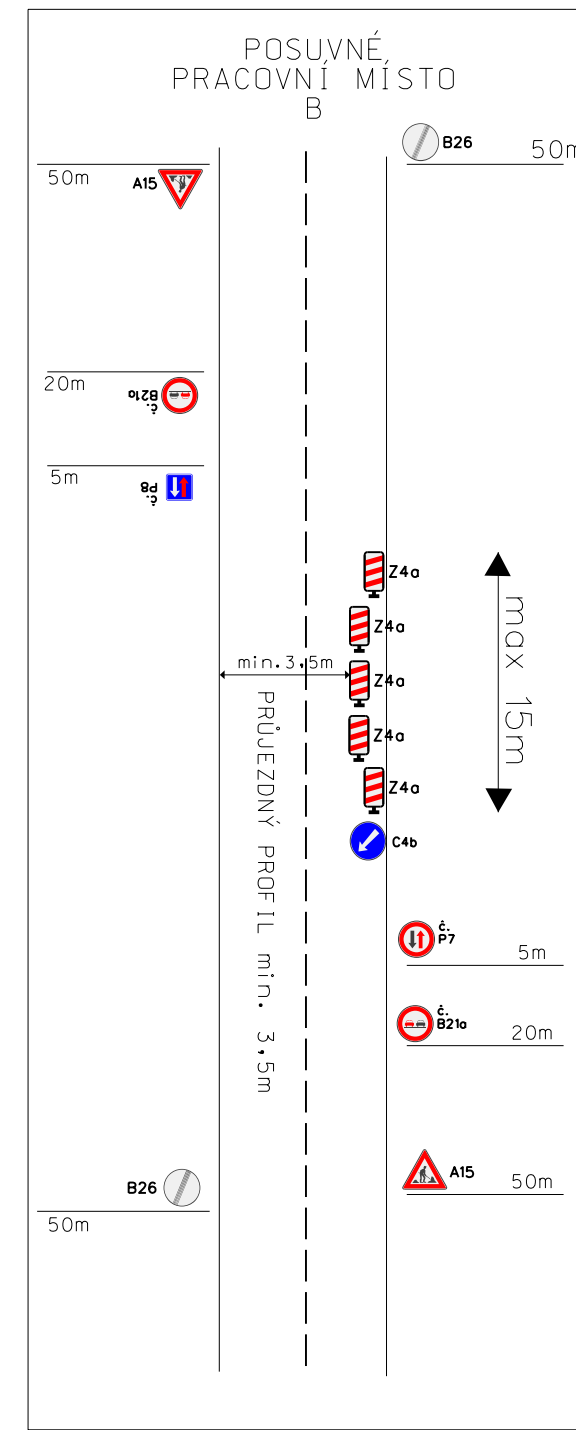 POSUVNÉ
PRACOVNÍ MÍSTO
B
B26
50m
50m
A15
20m
č.
B21a
5m
č.
P8
Z4a
Z4a
Z4a
Z4a
Z4a
max 15m
min.3,5m
PRŮJEZDNÝ PROFIL min. 3,5m
C4b
č.
P7
5m
č.
B21a
20m
A15
50m
B26
50m